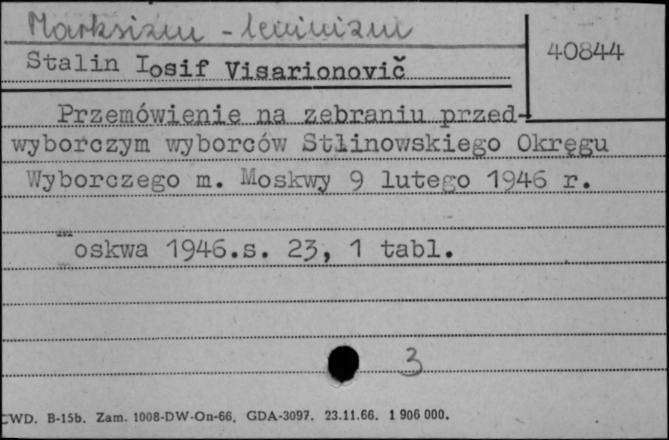 Marksizm - leninizm
40844
Stalin Iosif Visarionovič
Przemówienie na zebraniu przed-
wyborczym wyborców Stlinowskiego Okręgu
Wyborczego m. Moskwy 9 lutego 1946 r.
Moskwa 1946.s. 23, 1 tabl.
3
CWD. B-15b. Zam. 1008-DW-On-66. GDA-3097. 23.11.66. 1 906 000.